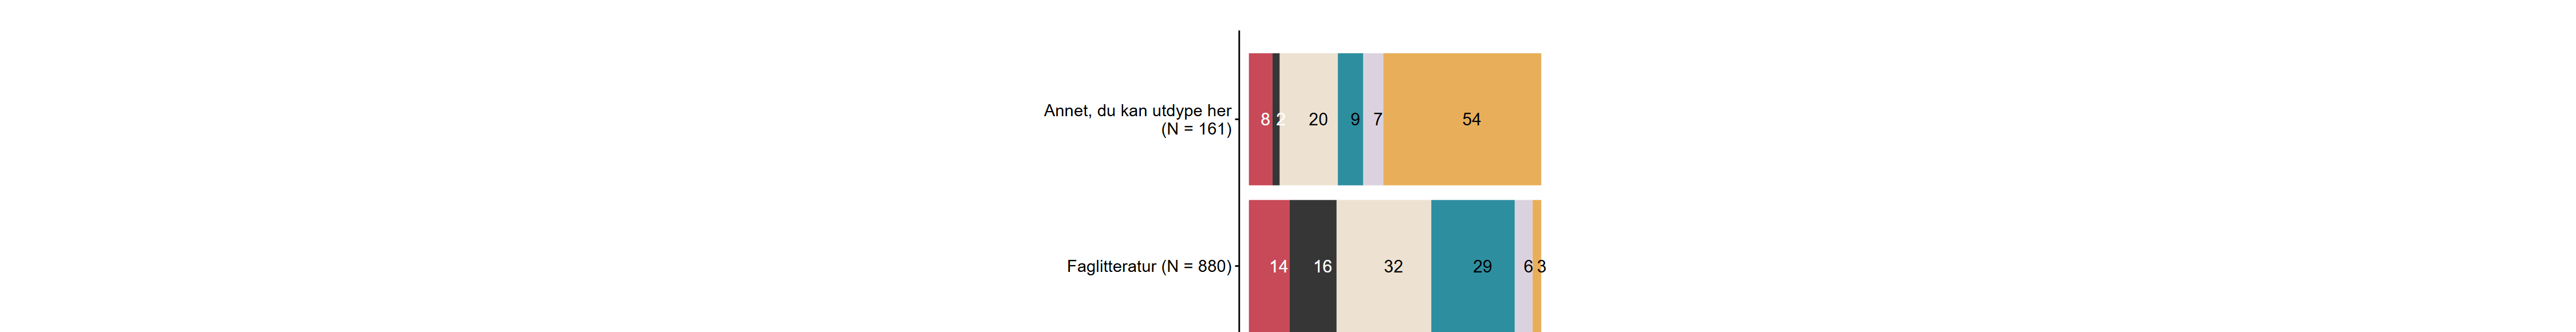 Annet, du kan utdype her
(N = 161)
8 2 20 9 7 54
Faglitteratur (N = 880)
14 16 32 29 6 3